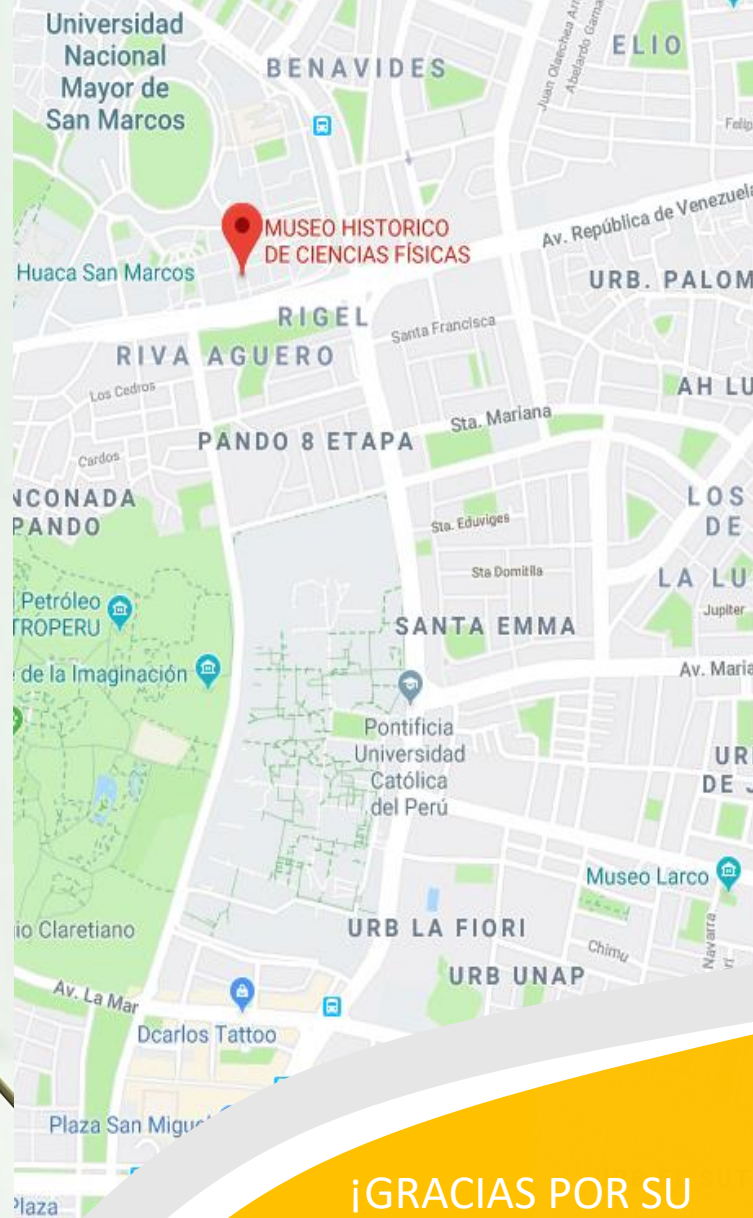 Universidad
Nacional
Mayor de
San Marcos
BENAVIDES
Juan Olaechea
Abelardo
ELIO
MUSEO HISTORICO
DE CIENCIAS FÍSICAS
Av. República de Venezuela
Huaca San Marcos
URB. PALOM
RIGEL
Santa Francisca
RIVA AGUERO
Los Cedros
AH LU
Sta. Mariana
PANDO 8 ETAPA
Cardos
NCONADA
PANDO
LOS
DE
Sta. Eduviges
Sta Domitila
LA LU
Jupiter
Petróleo
TROPERU
SANTA EMMA
de la Imaginación
Av. Maria
Pontificia
Universidad
Católica
del Perú
UR
DE J
Museo Larco
io Claretiano
URB LA FIORI
Chimu
Navarra
URB UNAP
Av. La Mar
Dcarlos Tattoo
Plaza San Migu
Plaza
¡GRACIAS POR SU